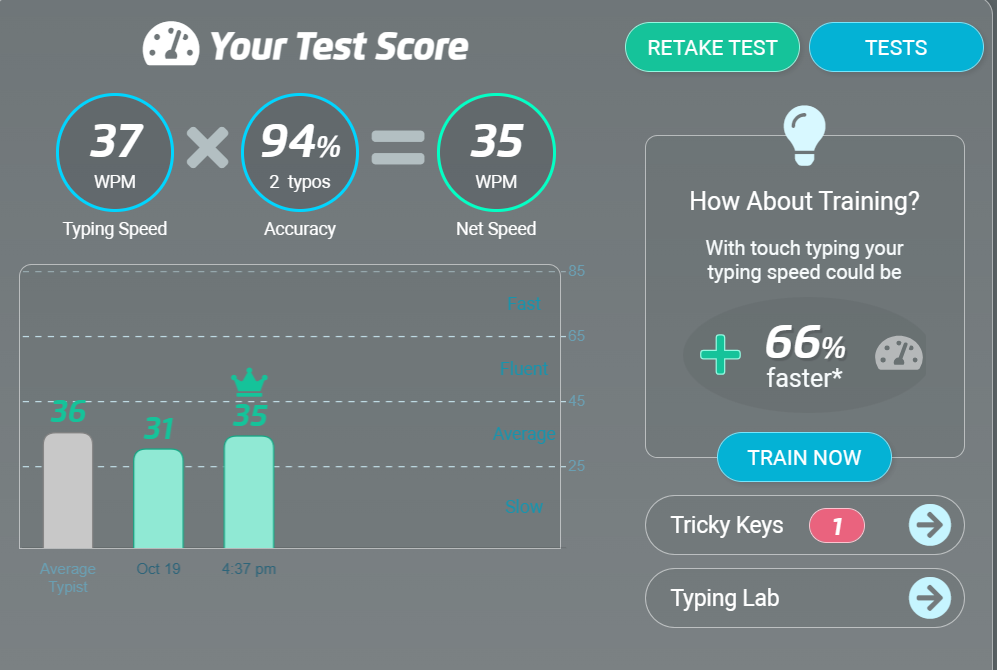 Your Test Score
RETAKE TEST
TESTS
37
WPM
Typing Speed
94%
2 typos
Accuracy
35
WPM
Net Speed
85
Fast
65
Fluent
45
Average
25
Slow
36
31
35
Average
Typist
Oct 19
4:37 pm
How About Training?
With touch typing your
typing speed could be
66%
faster*
TRAIN NOW
Tricky Keys 1
Typing Lab